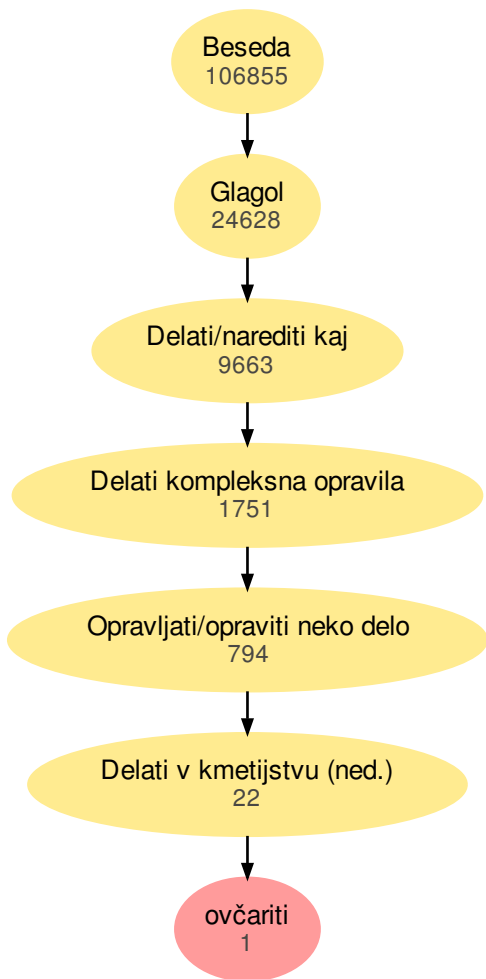 Beseda
106855
Glagol
24628
Delati/narediti kaj
9663
Delati kompleksna opravila
1751
Opravljati/opraviti neko delo
794
Delati v kmetijstvu (ned.)
22
ovčariti
1